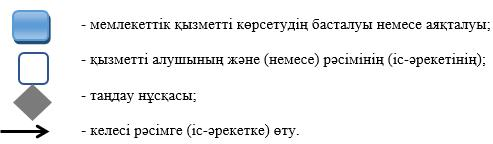 - мемлекеттік қызметті көрсетудің басталуы немесе аяқталуы;
- қызметті алушының және (немесе) рәсімінің (іс-әрекетінің);
- таңдау нұсқасы;
- келесі рәсімге (іс-әрекетке) өту.